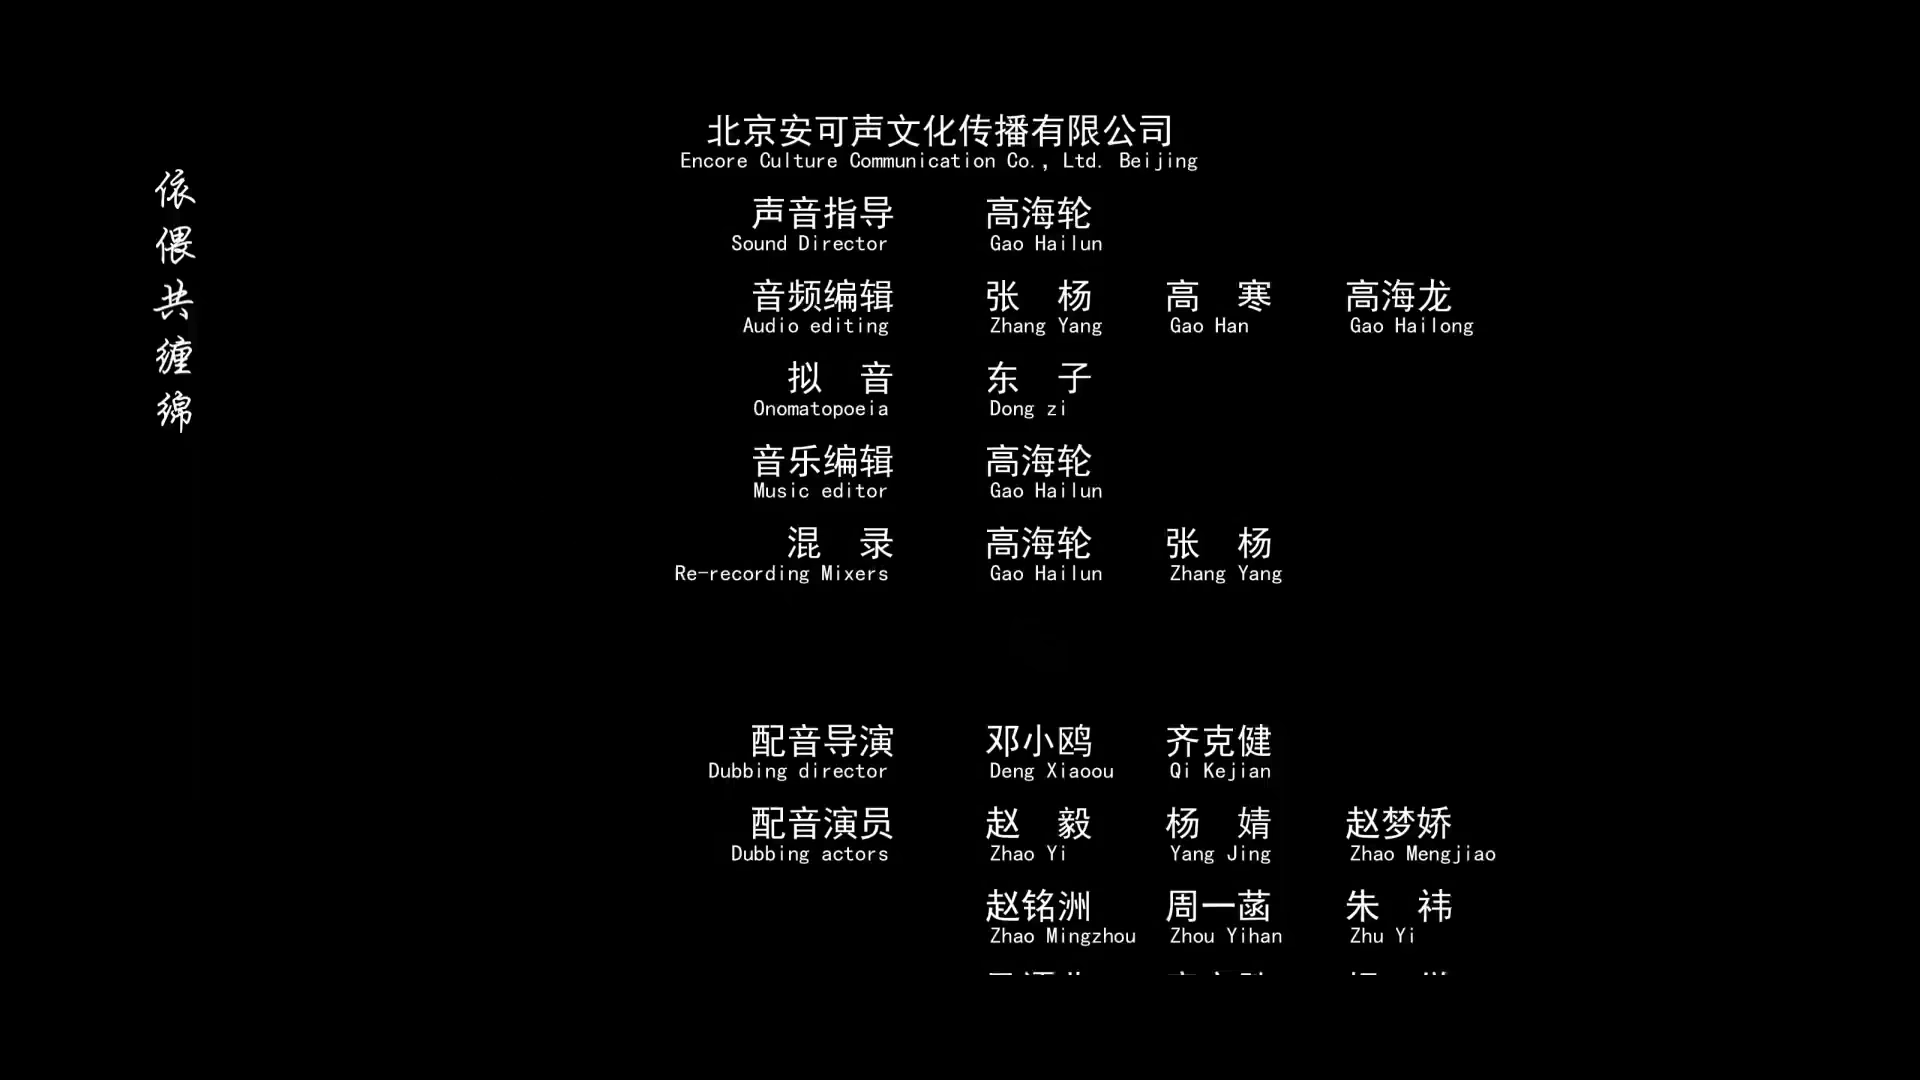 依偎共缠绵
北京安可声文化传播有限公司
Encore Culture Communication Co., Ltd. Beijing
声音指导 高海轮
Sound Director Gao Hailun
音频编辑 张 杨 高 寒 高海龙
Audio editing Zhang Yang Gao Han Gao Hailong
拟 音 东 子
Onomatopoeia Dong zi
音乐编辑 高海轮
Music editor Gao Hailun
混 录 高海轮 张 杨
Re-recording Mixers Gao Hailun Zhang Yang
配音导演 邓小鸥 齐克健
Dubbing director Deng Xiaoou Qi Kejian
配音演员 赵 毅 杨 婧 赵梦娇
Dubbing actors Zhao Yi Yang Jing Zhao Mengjiao
赵铭洲 周一菡 朱 祎
Zhao Mingzhou Zhou Yihan Zhu Yi